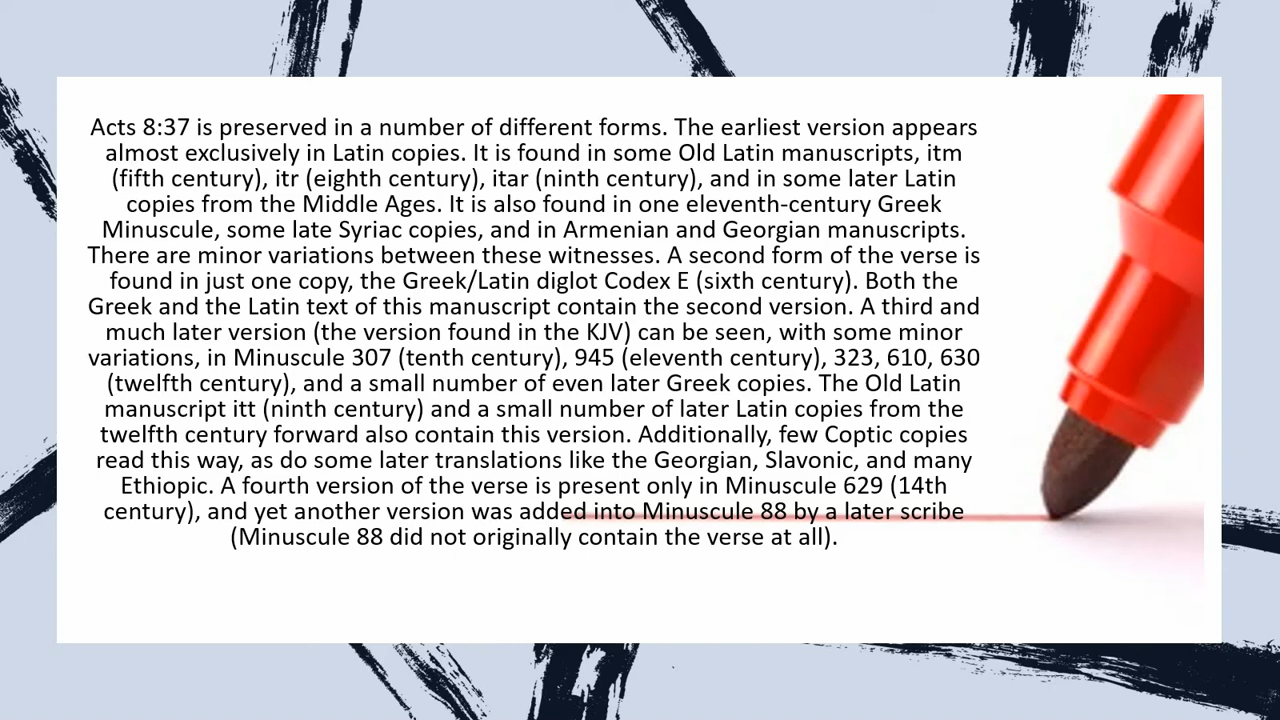 Acts 8:37 is preserved in a number of different forms. The earliest version appears
almost exclusively in Latin copies. It is found in some Old Latin manuscripts, itm
(fifth century), itr (eighth century), itar (ninth century), and in some later Latin
copies from the Middle Ages. It is also found in one eleventh-century Greek
Minuscule, some late Syriac copies, and in Armenian and Georgian manuscripts.
There are minor variations between these witnesses. A second form of the verse is
found in just one copy, the Greek/Latin diglot Codex E (sixth century). Both the
Greek and the Latin text of this manuscript contain the second version. A third and
much later version (the version found in the KJV) can be seen, with some minor
variations, in Minuscule 307 (tenth century), 945 (eleventh century), 323, 610, 630
(twelfth century), and a small number of even later Greek copies. The Old Latin
manuscript itt (ninth century) and a small number of later Latin copies from the
twelfth century forward also contain this version. Additionally, few Coptic copies
read this way, as do some later translations like the Georgian, Slavonic, and many
Ethiopic. A fourth version of the verse is present only in Minuscule 629 (14th
century), and yet another version was added into Minuscule 88 by a later scribe
(Minuscule 88 did not originally contain the verse at all).